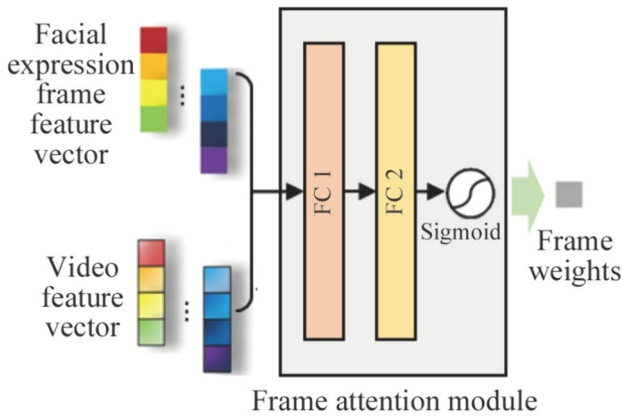 Facial
expression
frame
feature
vector
Video
feature
vector
FC 1
FC 2
Sigmoid
Frame
weights
Frame attention module